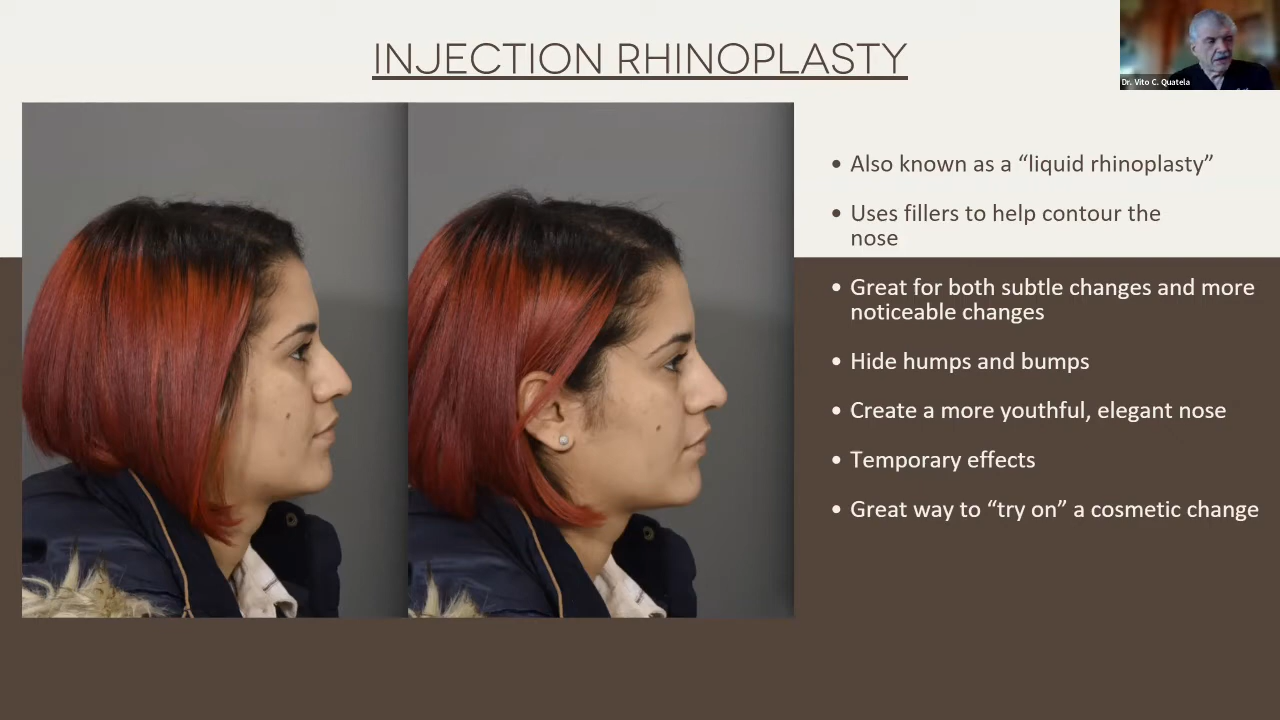 INJECTION RHINOPLASTY
Dr. Vito C. Quatela
• Also known as a “liquid rhinoplasty”
• Uses fillers to help contour the
nose
• Great for both subtle changes and more
noticeable changes
• Hide humps and bumps
• Create a more youthful, elegant nose
• Temporary effects
• Great way to “try on” a cosmetic change